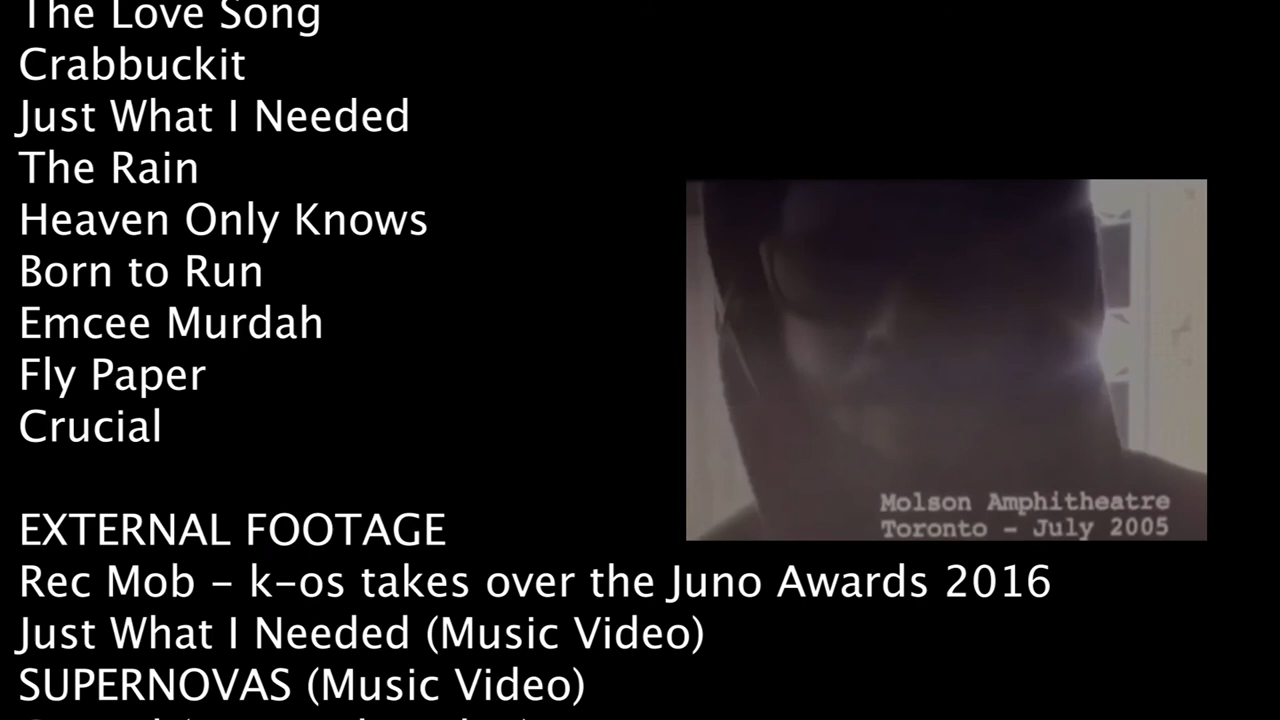 The Love Song
Crabbuckit
Just What I Needed
The Rain
Heaven Only Knows
Born to Run
Emcee Murdah
Fly Paper
Crucial
Molson Amphitheatre
Toronto - July 2005
EXTERNAL FOOTAGE
Rec Mob - k-os takes over the Juno Awards 2016
Just What I Needed (Music Video)
SUPERNOVAS (Music Video)